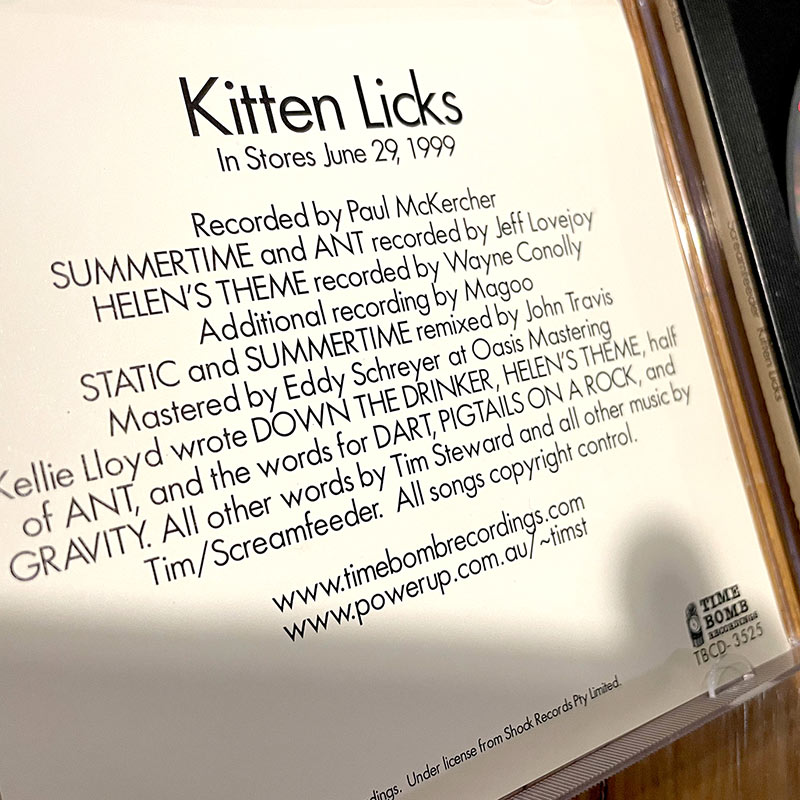 Kitten Licks
In Stores June 29, 1999
Recorded by Paul McKercher
SUMMERTIME and ANT recorded by Jeff Lovejoy
HELEN'S THEME recorded by Wayne Conolly
Additional recording by Magoo
STATIC and SUMMERTIME remixed by John Travis
Mastered by Eddy Schreyer at Oasis Mastering
Kellie Lloyd wrote DOWN THE DRINKER, HELEN'S THEME, half
of ANT, and the words for DART, PIGTAILS ON A ROCK, and
GRAVITY. All other words by Tim Steward and all other music by
Tim/Screamfeeder. All songs copyright control.
www.timebombrecordings.com
www.powerup.com.au/~timst
TIME
BOMB
RECORDINGS
TBCD-3525
dings. Under license from Shock Records Pty Limited.
Screamfeeder Kitten Licks